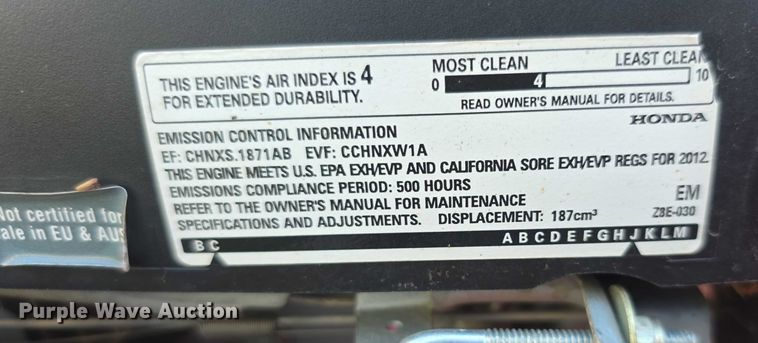 THIS ENGINE'S AIR INDEX IS 4
FOR EXTENDED DURABILITY.
MOST CLEAN LEAST CLEAN
0 4 10
READ OWNER'S MANUAL FOR DETAILS.
HONDA
EMISSION CONTROL INFORMATION
EF: CHNXS.1871AB EVF: CCHNXW1A
THIS ENGINE MEETS U.S. EPA EXH/EVP AND CALIFORNIA SORE EXH/EVP REGS FOR 2012.
EMISSIONS COMPLIANCE PERIOD: 500 HOURS
REFER TO THE OWNER'S MANUAL FOR MAINTENANCE EM
SPECIFICATIONS AND ADJUSTMENTS. DISPLACEMENT: 187cm³ Z8E-030
B C A B C D E F G H J K L M
Not certified for
sale in EU & AUS
Purple Wave Auction